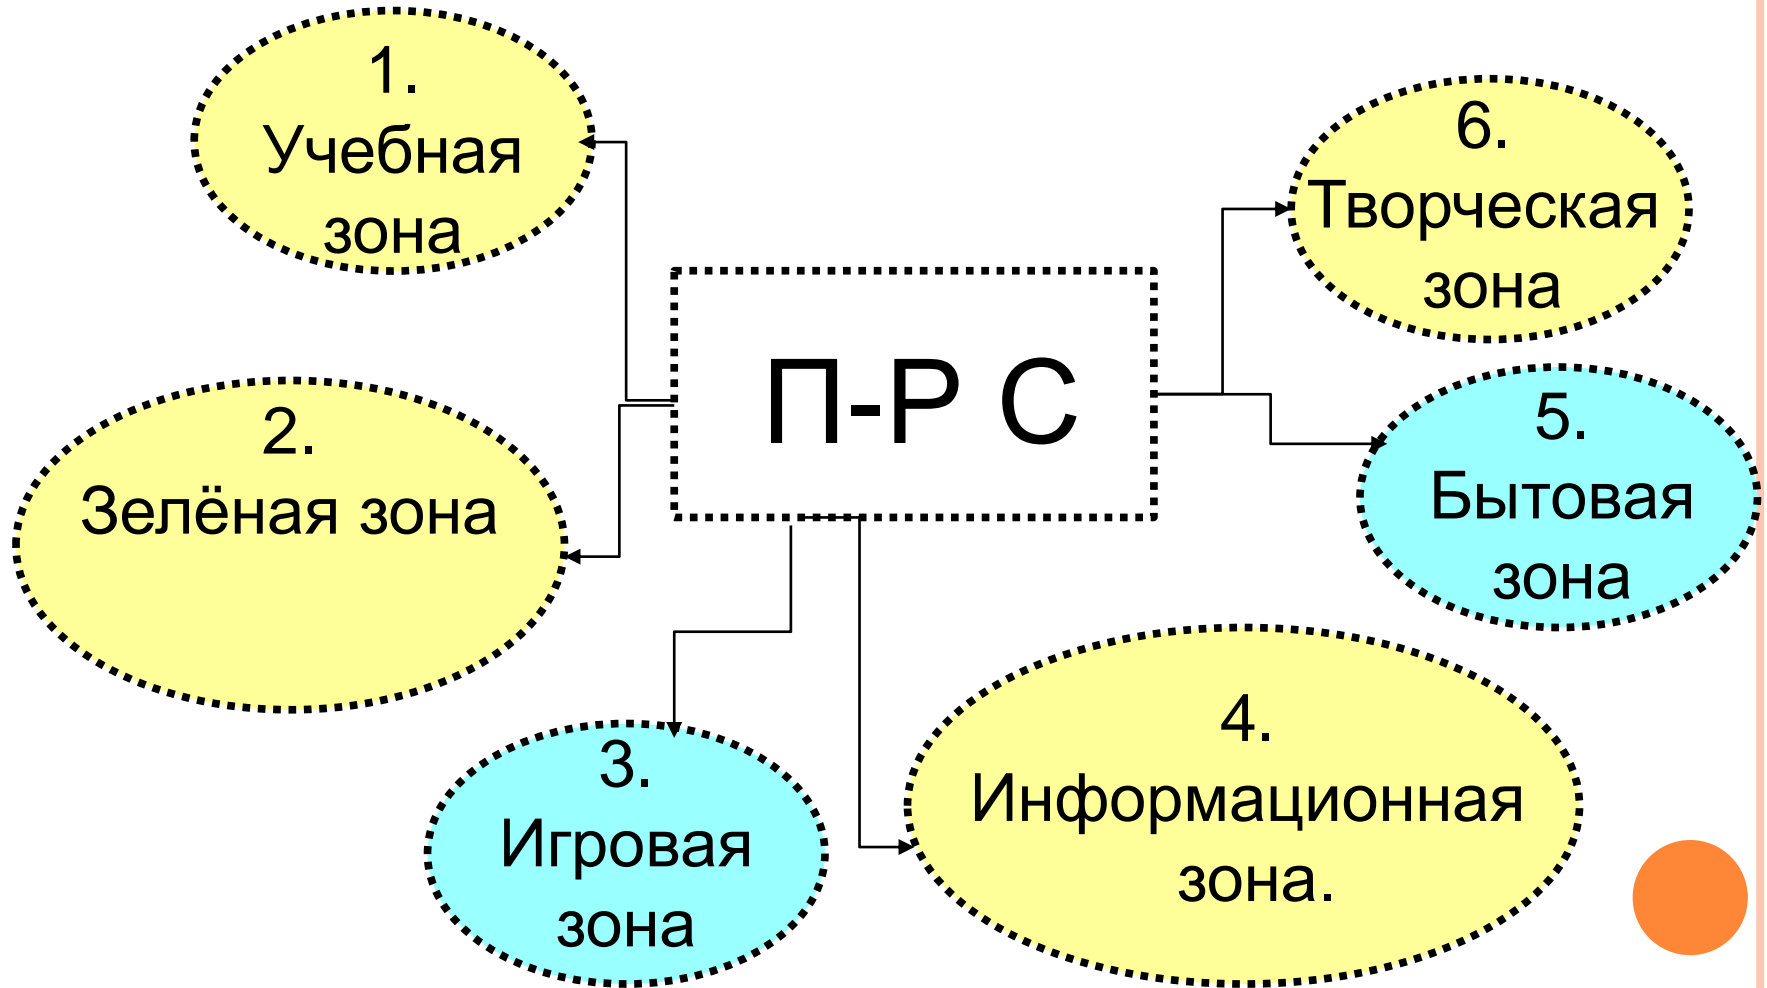 1.
Учебная
зона
6.
Творческая
зона
П-Р С
2.
Зелёная зона
5.
Бытовая
зона
3.
Игровая
зона
4.
Информационная
зона.